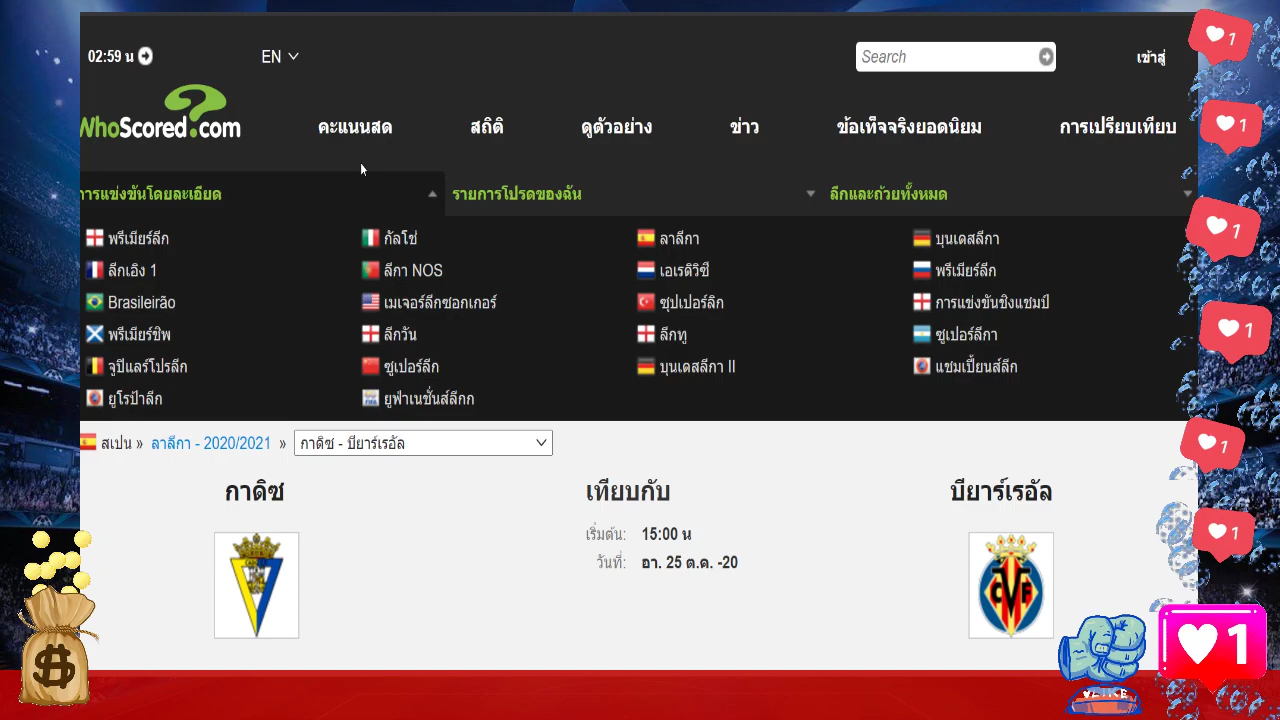 02:59 น
EN
Search
เข้าสู่
WhoScored.com
คะแนนสด
สถิติ
ดูตัวอย่าง
ข่าว
ข้อเท็จจริงยอดนิยม
การเปรียบเทียบ
การแข่งขันโดยละเอียด
รายการโปรดของฉัน
ลีกและถ้วยทั้งหมด
พรีเมียร์ลีก
กัลโช่
ลาลีกา
บุนเดสลีกา
ลีกเอิง 1
ลีกา NOS
เอเรดิวิซี
พรีเมียร์ลีก
Brasileirão
เมเจอร์ลีกซอกเกอร์
ซุปเปอร์ลิก
การแข่งขันชิงแชมป์
พรีเมียร์ชิพ
ลีกวัน
ลีกทู
ซูเปอร์ลีกา
จูปิแลร์โปรลีก
ซูเปอร์ลีก
บุนเดสลีกา II
แชมเปี้ยนส์ลีก
ยูโรป้าลีก
ยูฟ่าเนชั่นส์ลีกก
สเปน » ลาลีกา - 2020/2021 » กาดิซ - บียาร์เรอัล
กาดิซ
เทียบกับ
บียาร์เรอัล
เริ่มต้น: 15:00 น
วันที่: อา. 25 ต.ค. -20
1
1
1
1
1
1
1